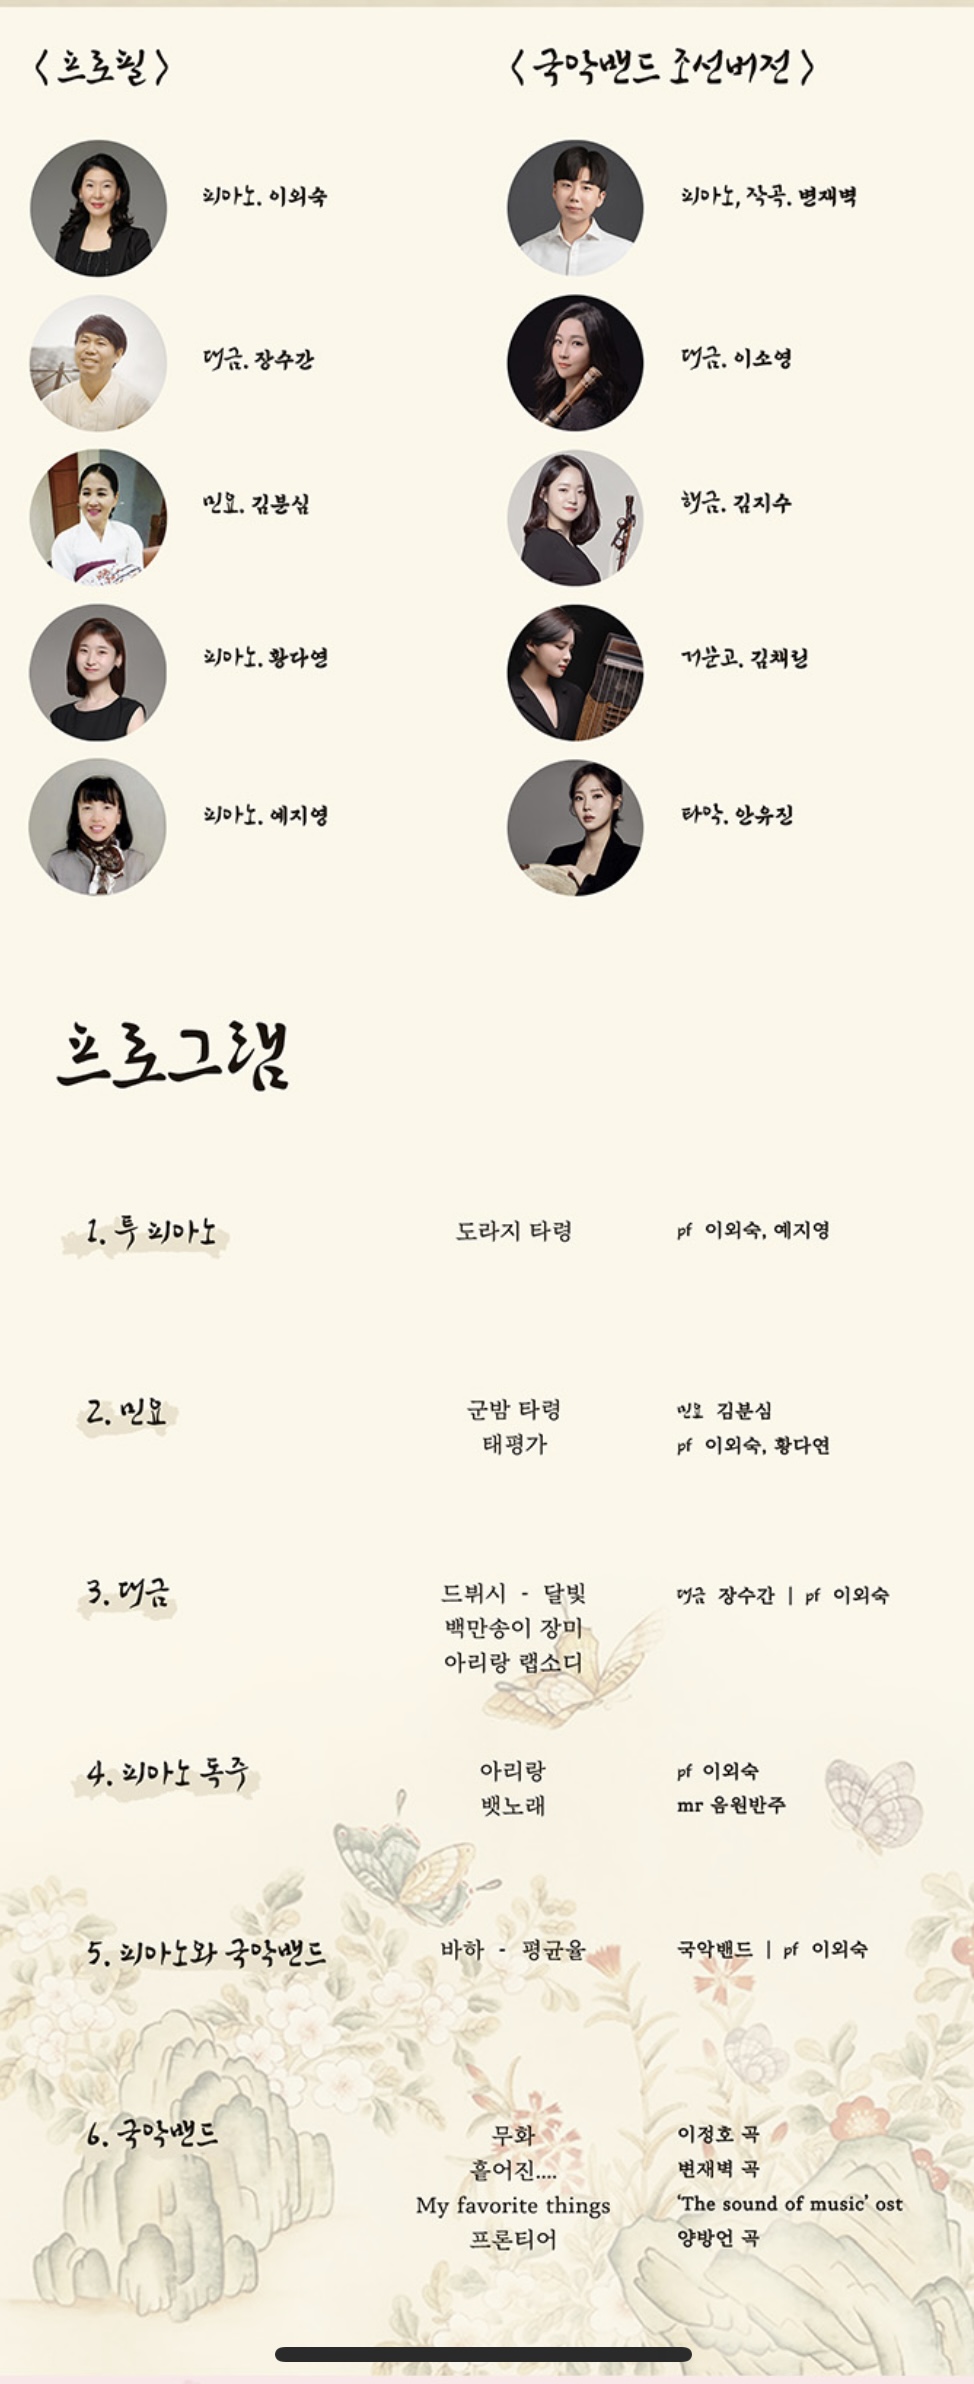 < 프로필 >
피아노. 이외숙
대금. 장수간
민요. 김분심
피아노. 황다연
피아노. 예지영
< 국악밴드 조선버전 >
피아노, 작곡. 변재벽
대금. 이소영
해금. 김지수
거문고. 김채린
타악. 안유진
프로그램
1. 투 피아노
도라지 타령
pf 이외숙, 예지영
2. 민요
군밤 타령
태평가
민요 김분심
pf 이외숙, 황다연
3. 대금
드뷔시 - 달빛
백만송이 장미
아리랑 랩소디
대금 장수간 | pf 이외숙
4. 피아노 독주
아리랑
뱃노래
pf 이외숙
mr 음원반주
5. 피아노와 국악밴드
바하 - 평균율
국악밴드 | pf 이외숙
6. 국악밴드
무화
흩어진....
My favorite things
프론티어
이정호 곡
변재벽 곡
‘The sound of music’ ost
양방언 곡